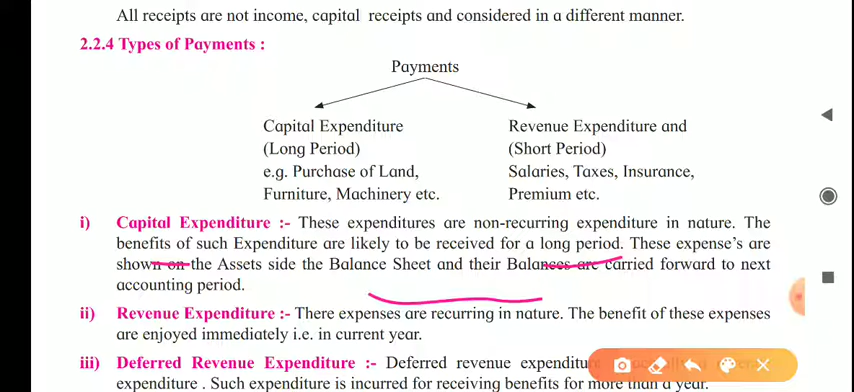 All receipts are not income, capital receipts and considered in a different manner.
2.2.4 Types of Payments :
Payments
Capital Expenditure
(Long Period)
e.g. Purchase of Land,
Furniture, Machinery etc.
Revenue Expenditure and
(Short Period)
Salaries, Taxes, Insurance,
Premium etc.
i) Capital Expenditure :- These expenditures are non-recurring expenditure in nature. The
benefits of such Expenditure are likely to be received for a long period. These expense's are
shown on the Assets side the Balance Sheet and their Balances are carried forward to next
accounting period.
ii) Revenue Expenditure :- There expenses are recurring in nature. The benefit of these expenses
are enjoyed immediately i.e. in current year.
iii) Deferred Revenue Expenditure :- Deferred revenue expenditure
expenditure . Such expenditure is incurred for receiving benefits for more than a year.